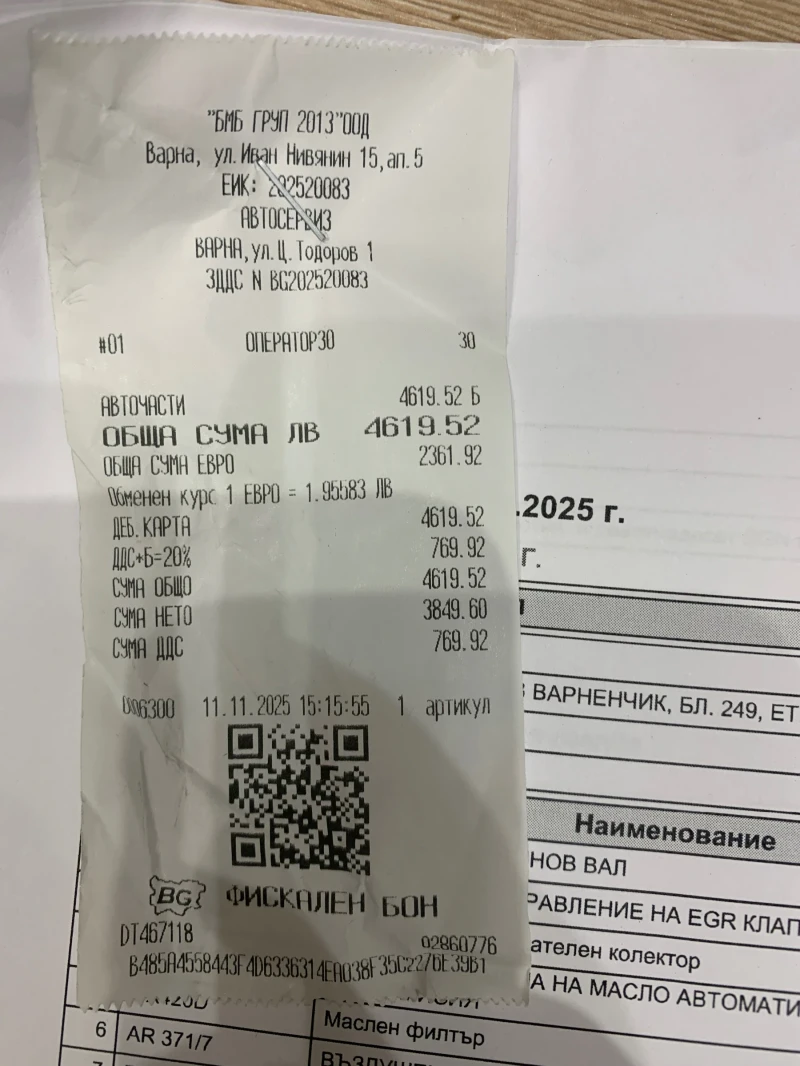 "БМБ ГРУП 2013"ООД
Варна, ул.Иван Нивянин 15,ап.5
ЕИК: 202520083
АВТОСЕРВИЗ
ВАРНА,ул.Ц.Тодоров 1
ЗДДС N BG202520083
#01 ОПЕРАТОР30 30
АВТОЧАСТИ 4619.52 Б
ОБЩА СУМА ЛВ 4619.52
ОБЩА СУМА ЕВРО 2361.92
Обменен курс 1 ЕВРО = 1.95583 ЛВ
ДЕБ.КАРТА 4619.52
ДДС+Б=20% 769.92
СУМА ОБЩО 4619.52
СУМА НЕТО 3849.60
СУМА ДДС 769.92
006300 11.11.2025 15:15:55 1 артикул
BG ФИСКАЛЕН БОН
DT467118 02860776
.2025 г.
г.
ВАРНЕНЧИК, БЛ. 249, ЕТ
Наименование
НОВ ВАЛ
РАВЛЕНИЕ НА EGR КЛАП
ателен колектор
А НА МАСЛО АВТОМАТИ
6 AR 371/7 Маслен филтър